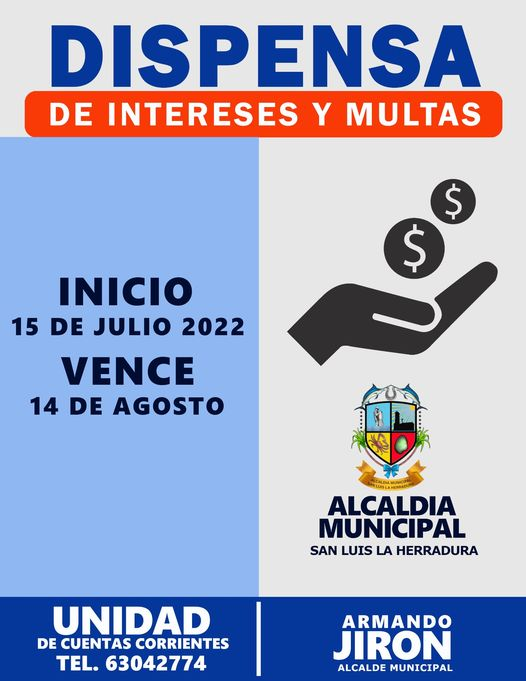 DISPENSA
DE INTERESES Y MULTAS
INICIO
15 DE JULIO 2022
VENCE
14 DE AGOSTO
$
$
ALCALDIA MUNICIPAL
SAN LUIS LA HERRADURA
ALCALDIA
MUNICIPAL
SAN LUIS LA HERRADURA
UNIDAD
DE CUENTAS CORRIENTES
TEL. 63042774
ARMANDO
JIRON
ALCALDE MUNICIPAL